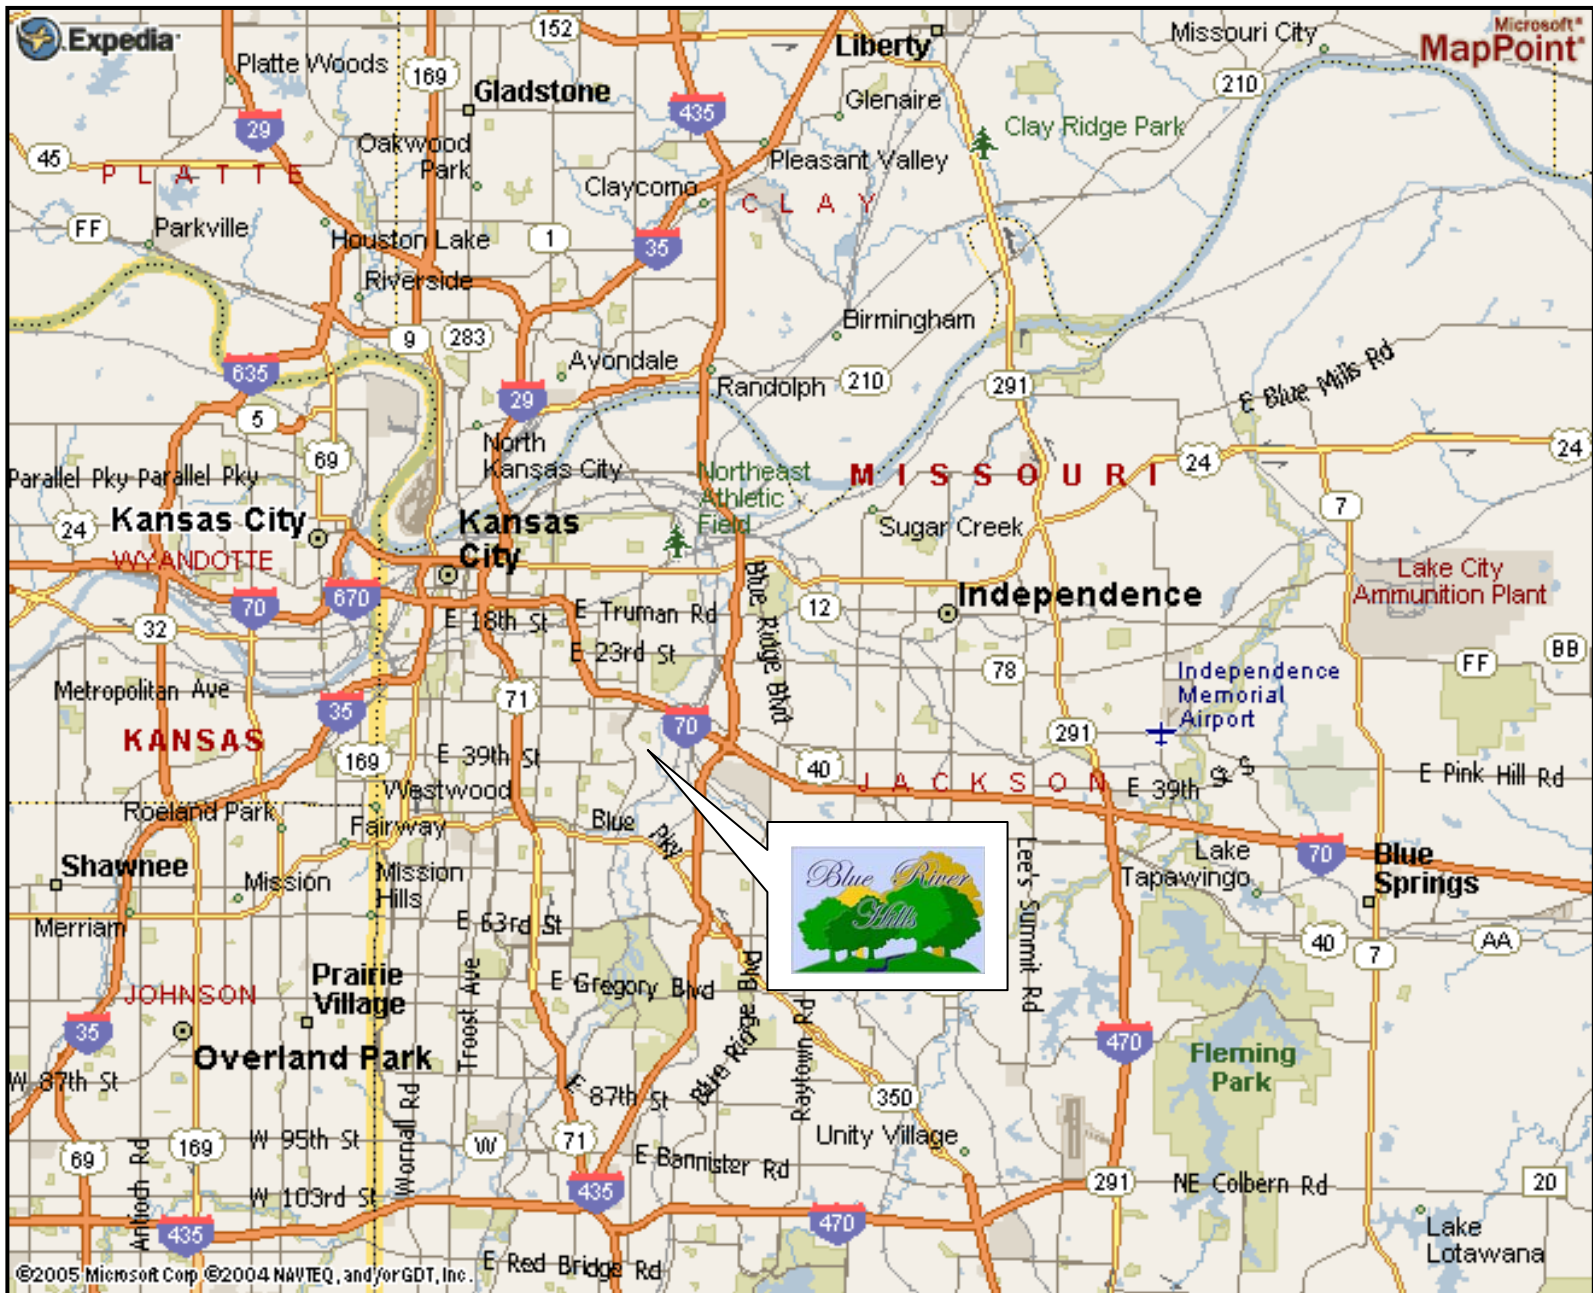 Expedia
Microsoft
MapPoint
152
Liberty
Missouri City
Platte Woods
169
Gladstone
435
Glenaire
210
29
Oakwood
Park
Clay Ridge Park
45
PLATTE
Claycomo
Pleasant Valley
CLAY
FF
Parkville
Houston Lake
1
35
Riverside
9
283
Birmingham
635
Avondale
Randolph
210
291
E Blue Mills Rd
5
29
69
North
Kansas City
Northeast
Athletic
Field
MISSOURI
24
24
Parallel Pky
Parallel Pky
7
24
Kansas City
Kansas
City
Sugar Creek
WYANDOTTE
Lake City
Ammunition Plant
70
670
E 18th St
E Truman Rd
Blue Ridge Blvd
12
Independence
32
E 23rd St
78
FF
BB
Metropolitan Ave
71
Independence
Memorial
Airport
35
70
KANSAS
169
E 39th St
291
40
JACKSON
E 39th St S
E Pink Hill Rd
Westwood
Roeland Park
Fairway
Blue Pky
Lee's Summit Rd
70
Blue
Springs
Shawnee
Mission
Mission
Hills
Blue River
Hills
Lake
Tapawingo
Merriam
E 63rd St
40
7
AA
Prairie
Village
Troost Ave
E Gregory Blvd
Blue Ridge Blvd
Raytown Rd
JOHNSON
35
Overland Park
470
Fleming
Park
W 87th St
E 87th St
350
Wornall Rd
69
Antioch Rd
169
W 95th St
W
71
Unity Village
E Bannister Rd
435
W 103rd St
291
NE Colbern Rd
20
435
470
Lake
Lotawana
E Red Bridge Rd
©2005 Microsoft Corp ©2004 NAVTEQ, and/or GDT, Inc.